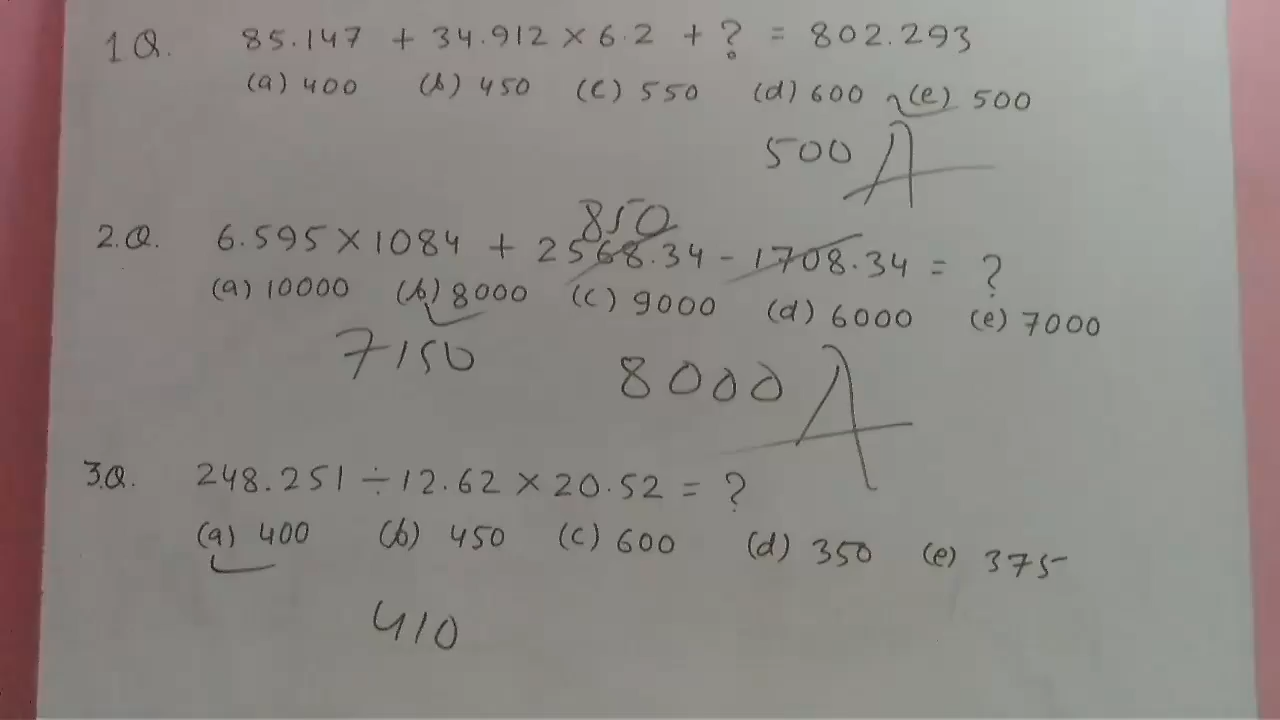 1Q. 85.147 + 34.912 × 6.2 + ? = 802.293
(a) 400 (b) 450 (c) 550 (d) 600 (e) 500
500 A
850
2.Q. 6.595 × 1084 + 2568.34 - 1708.34 = ?
(a) 10000 (b) 8000 (c) 9000 (d) 6000 (e) 7000
7150
8000 A
3.Q. 248.251 ÷ 12.62 × 20.52 = ?
(a) 400 (b) 450 (c) 600 (d) 350 (e) 375
410